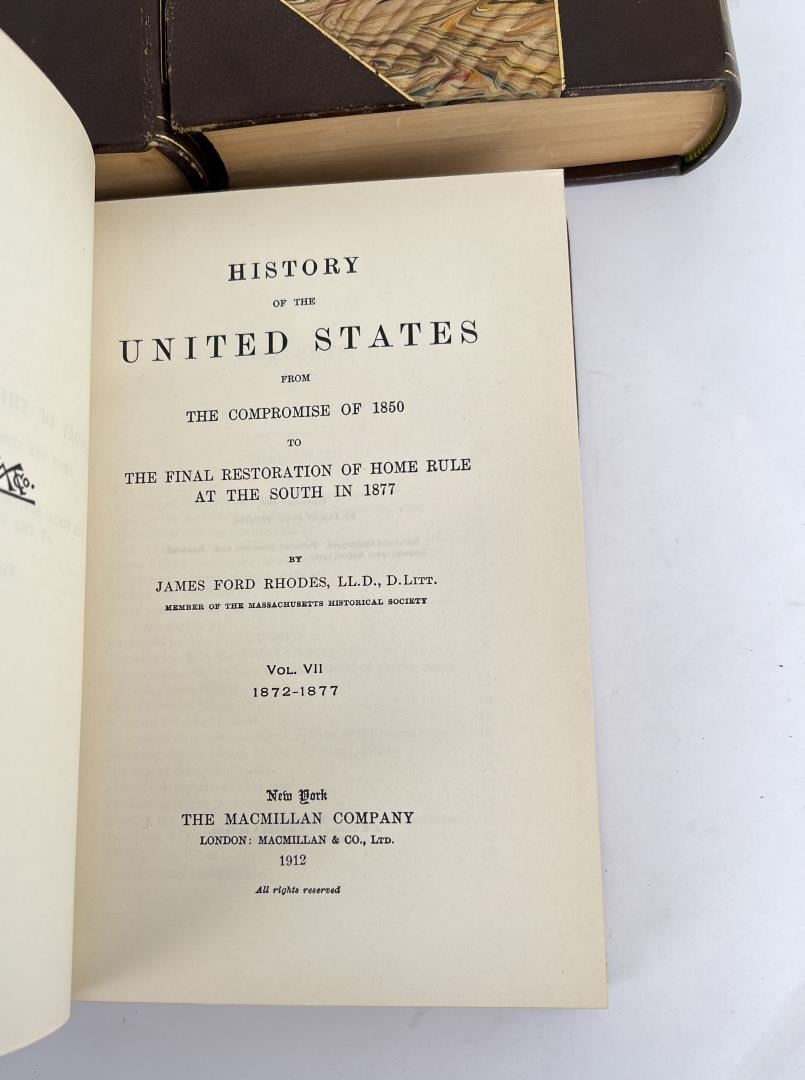 HISTORY
OF THE
UNITED STATES
FROM
THE COMPROMISE OF 1850
TO
THE FINAL RESTORATION OF HOME RULE
AT THE SOUTH IN 1877
BY
JAMES FORD RHODES, LL.D., D.LITT.
MEMBER OF THE MASSACHUSETTS HISTORICAL SOCIETY
VOL. VII
1872-1877
New York
THE MACMILLAN COMPANY
LONDON: MACMILLAN & CO., LTD.
1912
All rights reserved